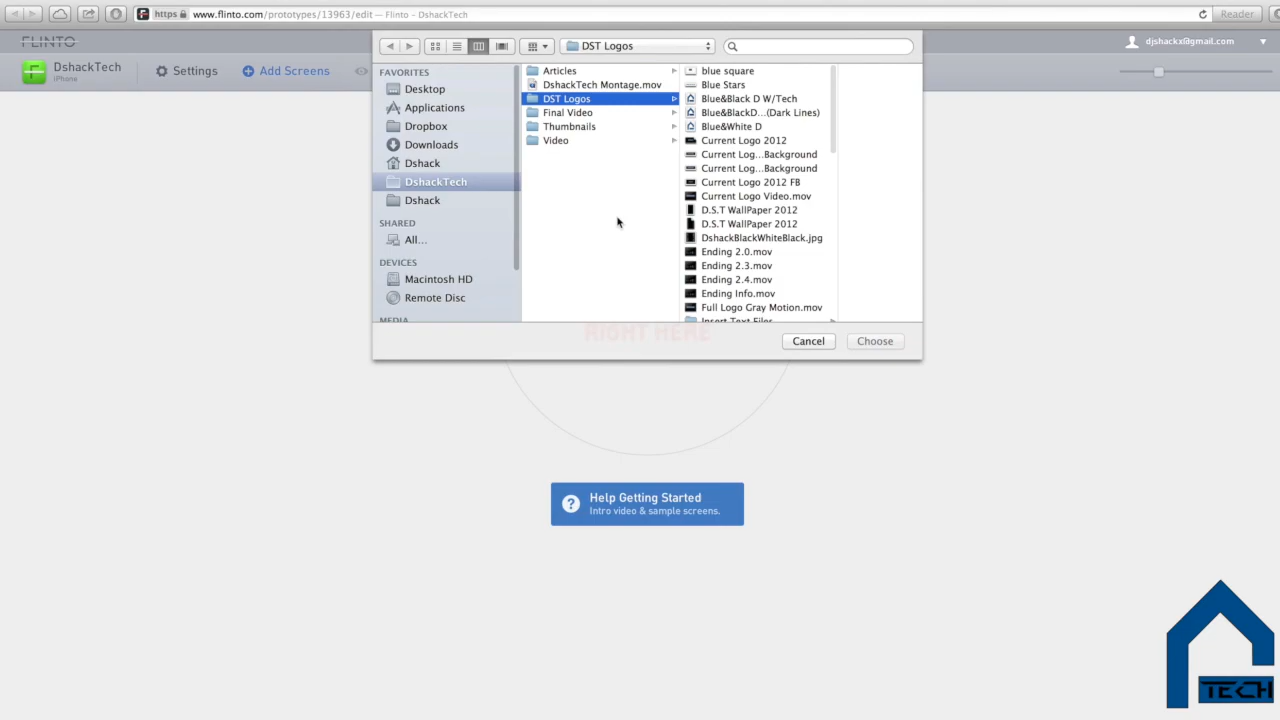 https www.flinto.com/prototypes/13963/edit — Flinto – DshackTech
Reader
FLINTO
DshackTech
iPhone
Settings
Add Screens
djshackx@gmail.com
DST Logos
FAVORITES
Desktop
Applications
Dropbox
Downloads
Dshack
DshackTech
Dshack
SHARED
All...
DEVICES
Macintosh HD
Remote Disc
MEDIA
Articles
DshackTech Montage.mov
DST Logos
Final Video
Thumbnails
Video
blue square
Blue Stars
Blue&Black D W/Tech
Blue&BlackD...(Dark Lines)
Blue&White D
Current Logo 2012
Current Log...Background
Current Log...Background
Current Logo 2012 FB
Current Logo Video.mov
D.S.T WallPaper 2012
D.S.T WallPaper 2012
DshackBlackWhiteBlack.jpg
Ending 2.0.mov
Ending 2.3.mov
Ending 2.4.mov
Ending Info.mov
Full Logo Gray Motion.mov
Insert Text Files
RIGHT HERE
Cancel
Choose
Help Getting Started
Intro video & sample screens.
TECH